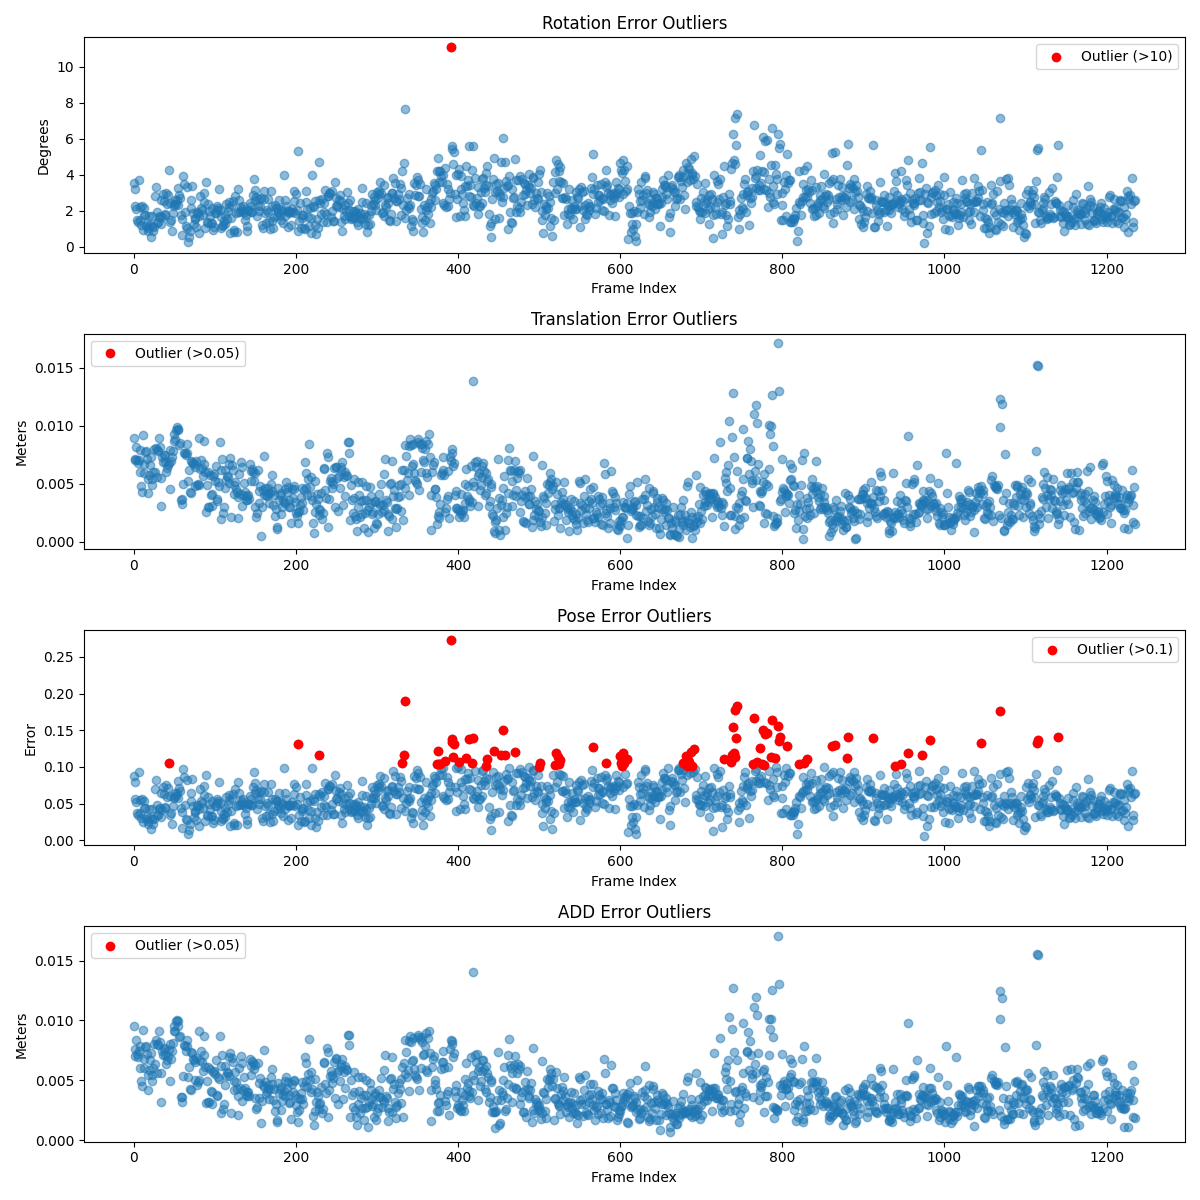 Rotation Error Outliers
Outlier (>10)
10
8
6
4
2
0
Degrees
0 200 400 600 800 1000 1200
Frame Index
Translation Error Outliers
Outlier (>0.05)
0.015
0.010
0.005
0.000
Meters
0 200 400 600 800 1000 1200
Frame Index
Pose Error Outliers
Outlier (>0.1)
0.25
0.20
0.15
0.10
0.05
0.00
Error
0 200 400 600 800 1000 1200
Frame Index
ADD Error Outliers
Outlier (>0.05)
0.015
0.010
0.005
0.000
Meters
0 200 400 600 800 1000 1200
Frame Index